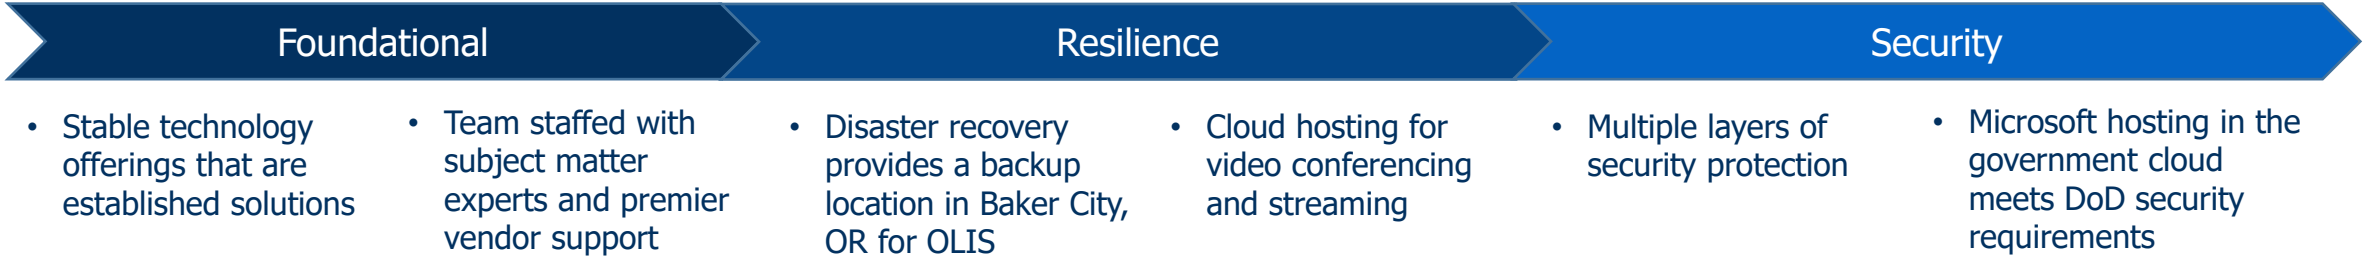 Foundational
Resilience
Security
• Stable technology
offerings that are
established solutions
• Team staffed with
subject matter
experts and premier
vendor support
• Disaster recovery
provides a backup
location in Baker City,
OR for OLIS
• Cloud hosting for
video conferencing
and streaming
• Multiple layers of
security protection
• Microsoft hosting in the
government cloud
meets DoD security
requirements